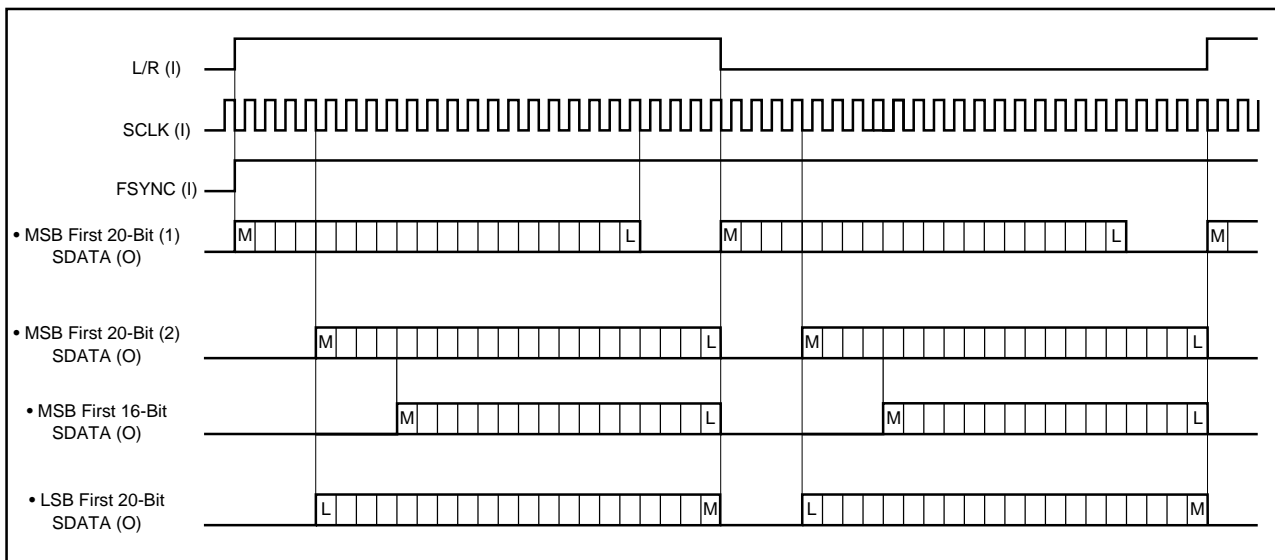 L/R (I)
SCLK (I)
FSYNC (I)
• MSB First 20-Bit (1)
SDATA (O)
M L M L M
• MSB First 20-Bit (2)
SDATA (O)
M L M L
• MSB First 16-Bit
SDATA (O)
M L M L
• LSB First 20-Bit
SDATA (O)
L M L M